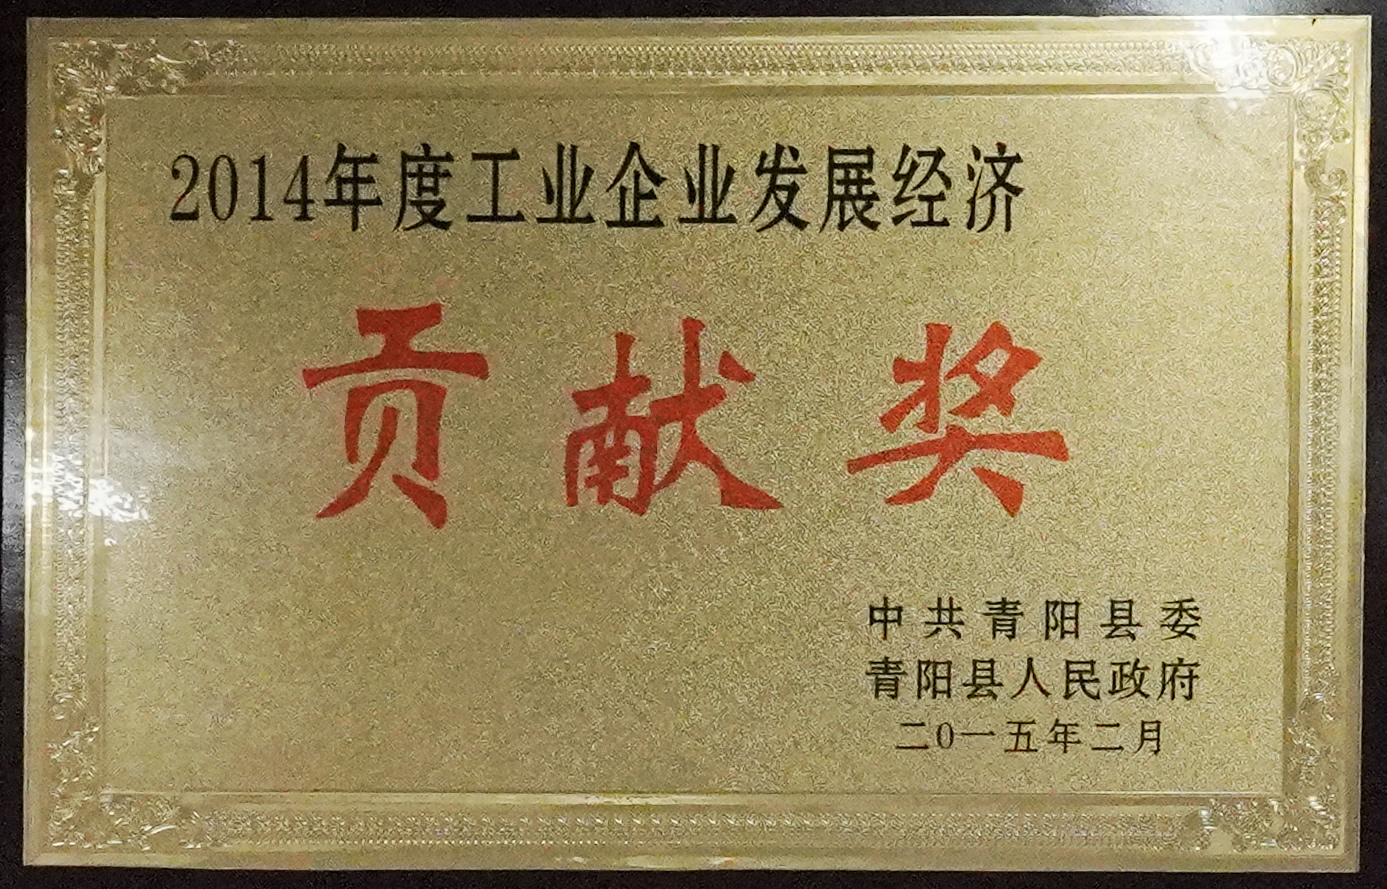 2014年度工业企业发展经济
贡献奖
中共青阳县委
青阳县人民政府
二0一五年二月